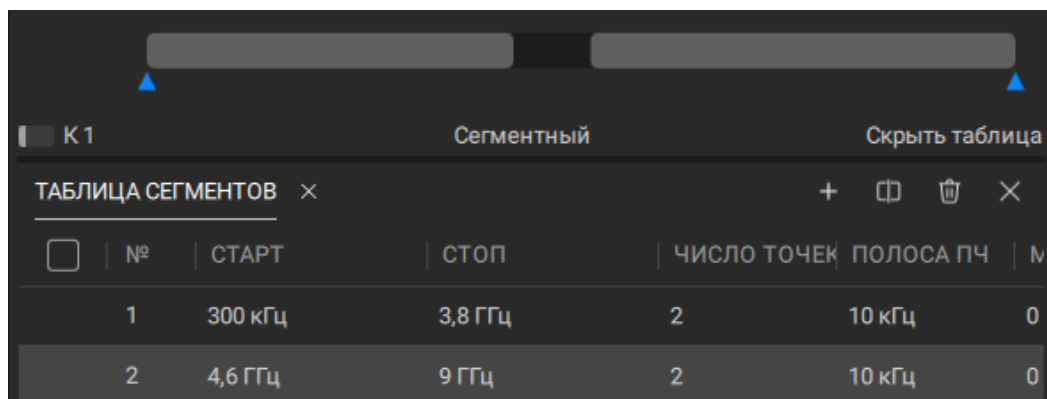 К 1 Сегментный Скрыть таблица
ТАБЛИЦА СЕГМЕНТОВ ×
№ СТАРТ СТОП ЧИСЛО ТОЧЕК ПОЛОСА ПЧ
1 300 кГц 3,8 ГГц 2 10 кГц 0
2 4,6 ГГц 9 ГГц 2 10 кГц 0